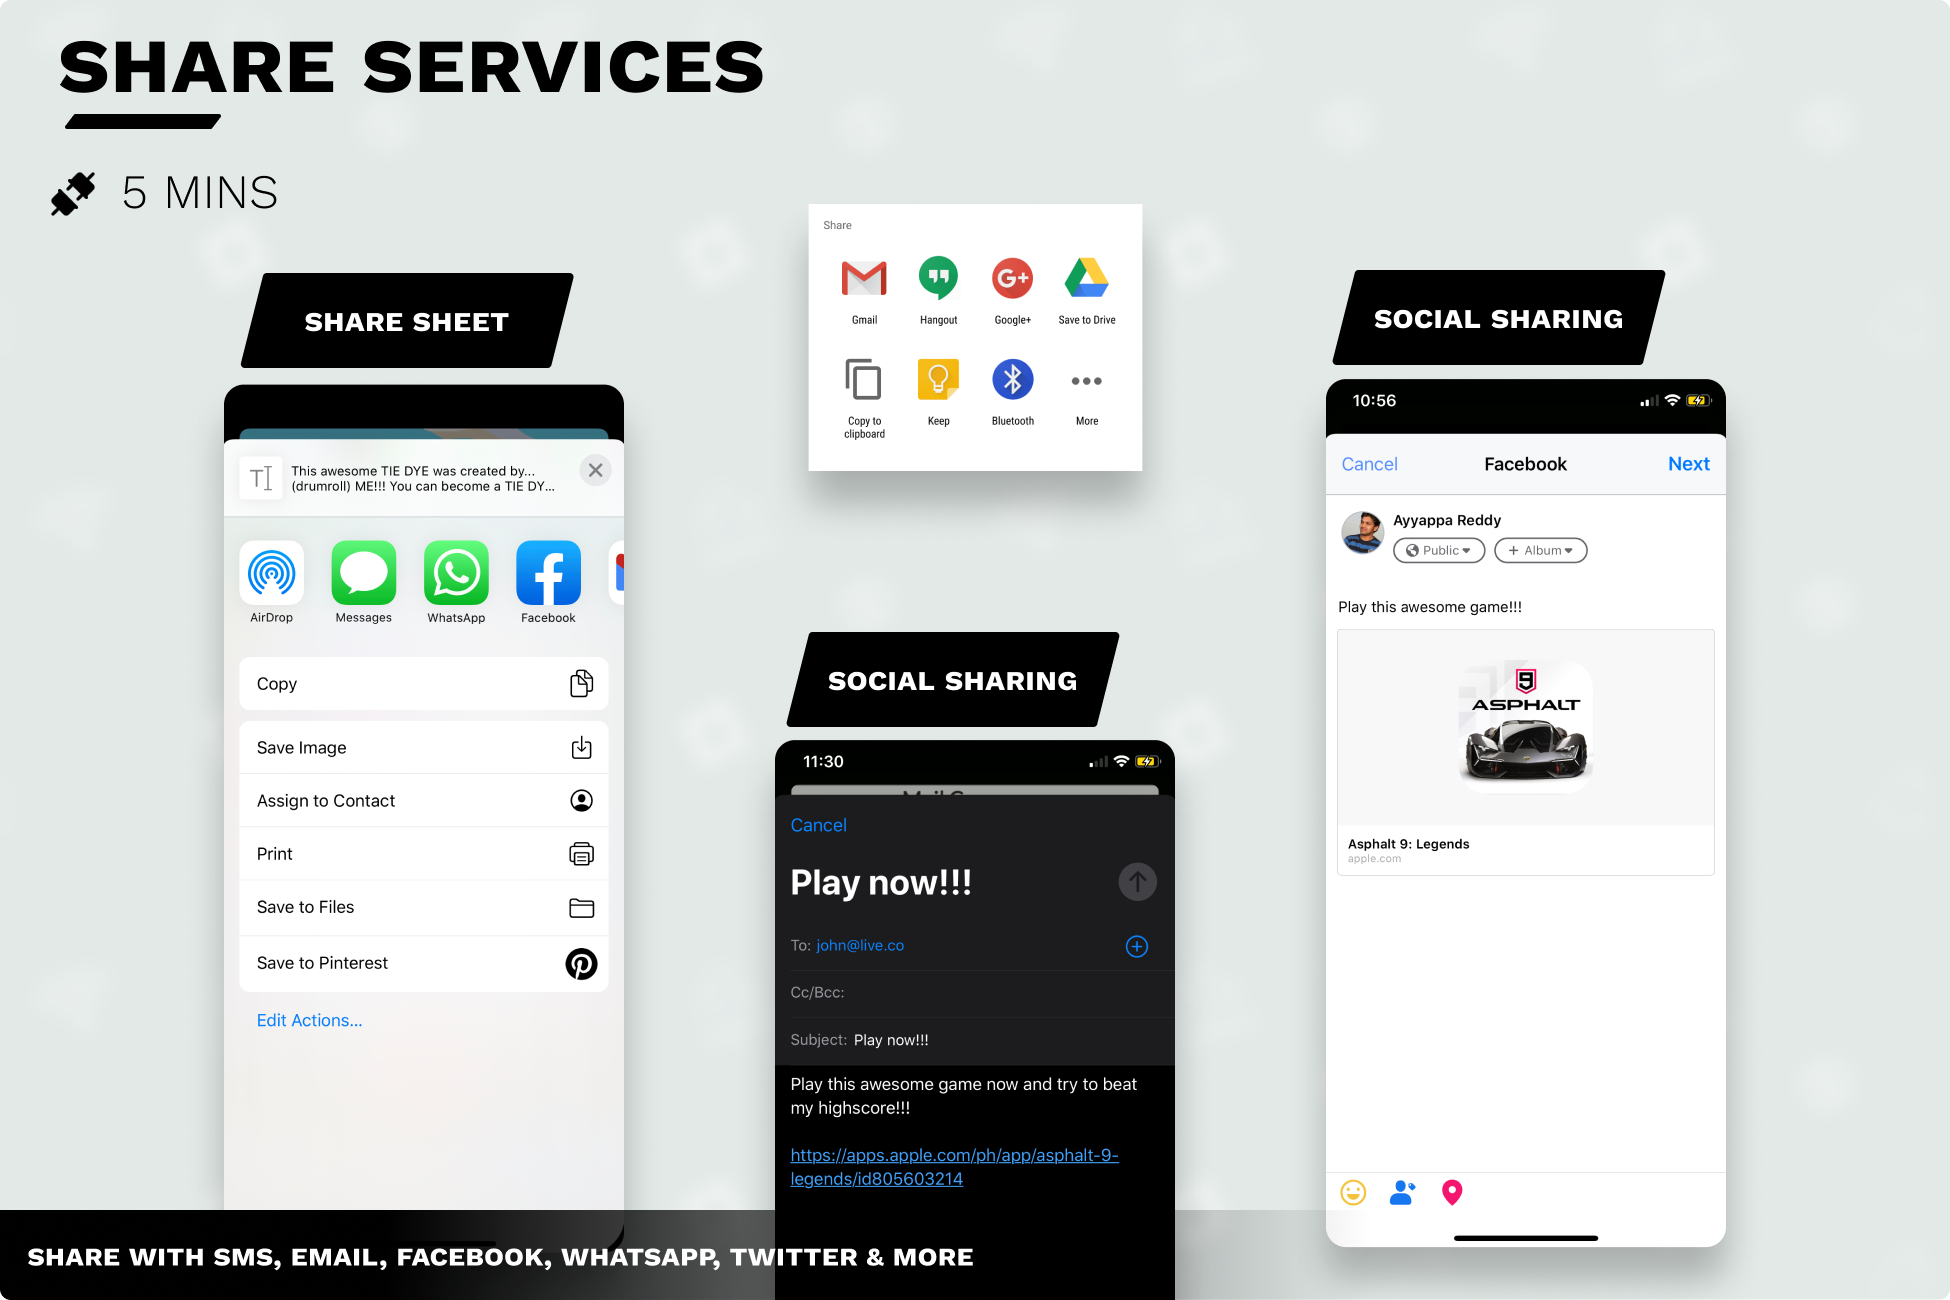 SHARE SERVICES
5 MINS
SHARE SHEET
This awesome TIE DYE was created by...
(drumroll) ME!!! You can become a TIE DY...
AirDrop
Messages
WhatsApp
Facebook
Copy
Save Image
Assign to Contact
Print
Save to Files
Save to Pinterest
Edit Actions...
Share
Gmail
Hangout
G+
Google+
Save to Drive
Copy to
clipboard
Keep
Bluetooth
More
SOCIAL SHARING
11:30
Cancel
Play now!!!
To: john@live.co
Cc/Bcc:
Subject: Play now!!!
Play this awesome game now and try to beat
my highscore!!!
https://apps.apple.com/ph/app/asphalt-9-
legends/id805603214
SOCIAL SHARING
10:56
Cancel
Facebook
Next
Ayyappa Reddy
Public
+ Album
Play this awesome game!!!
9
ASPHALT
Asphalt 9: Legends
apple.com
SHARE WITH SMS, EMAIL, FACEBOOK, WHATSAPP, TWITTER & MORE